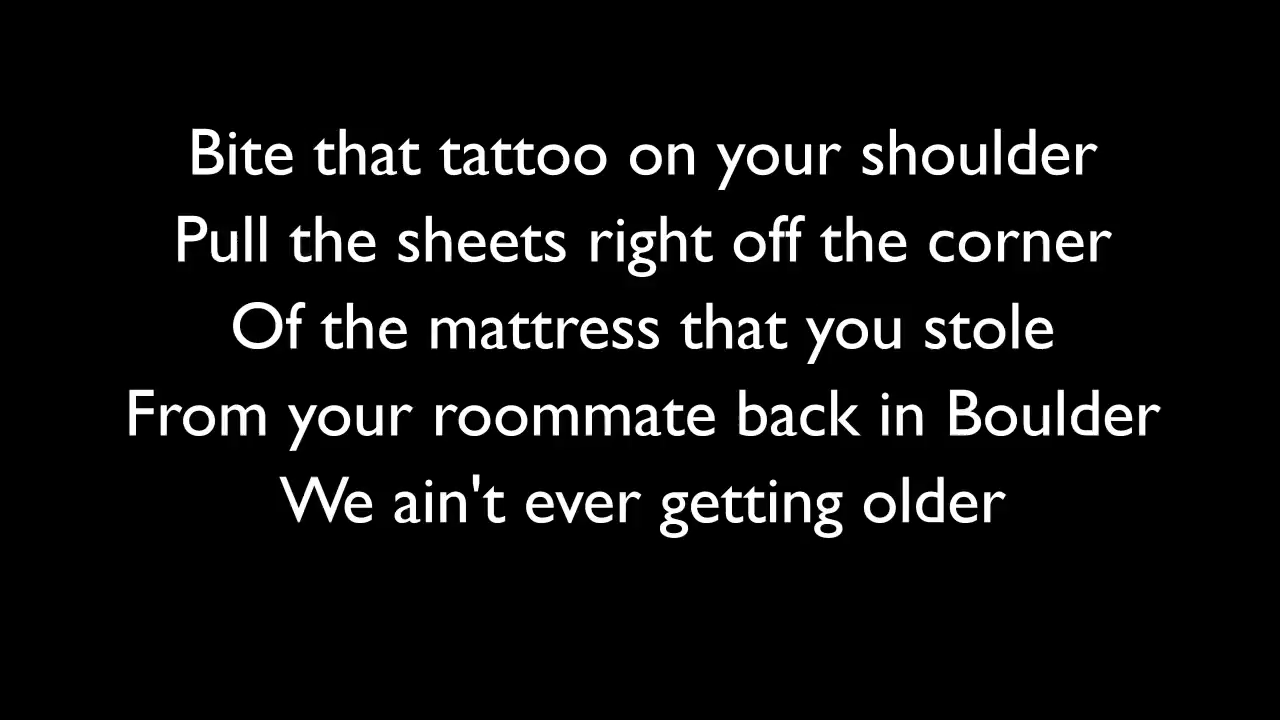 Bite that tattoo on your shoulder
Pull the sheets right off the corner
Of the mattress that you stole
From your roommate back in Boulder
We ain't ever getting older